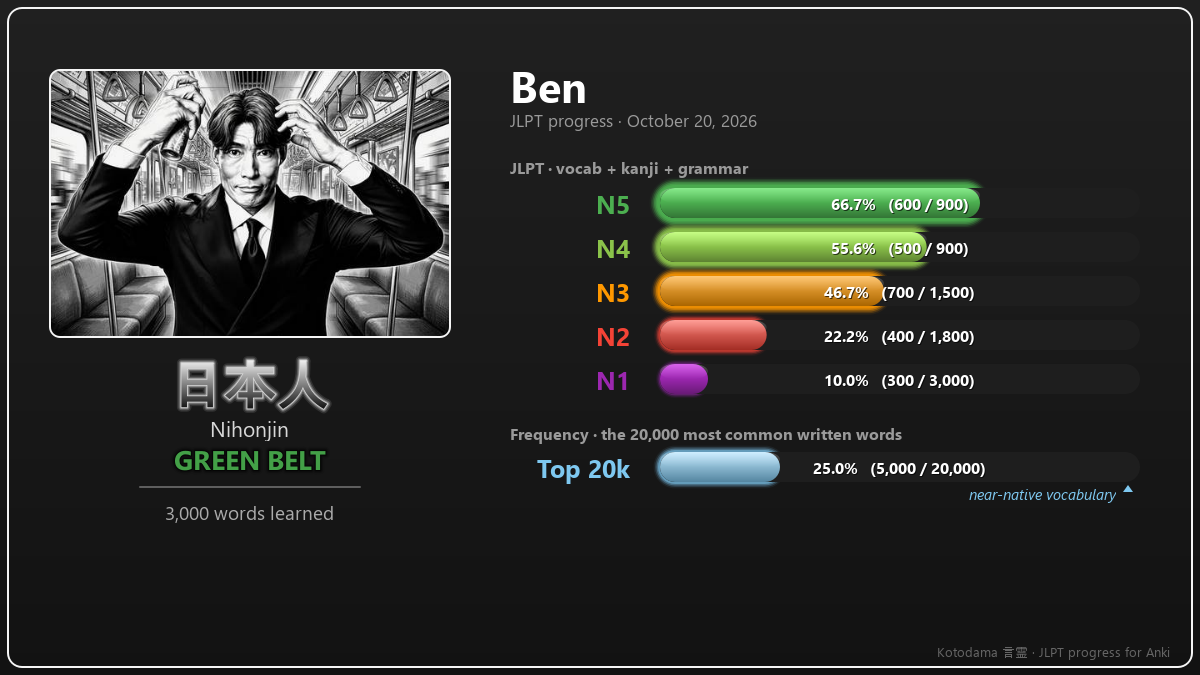 Ben
JLPT progress · October 20, 2026
JLPT · vocab + kanji + grammar
N5 66.7% (600 / 900)
N4 55.6% (500 / 900)
N3 46.7% (700 / 1,500)
N2 22.2% (400 / 1,800)
N1 10.0% (300 / 3,000)
Frequency · the 20,000 most common written words
Top 20k 25.0% (5,000 / 20,000)
near-native vocabulary ▲
日本人
Nihonjin
GREEN BELT
3,000 words learned
Kotodama 言霊 · JLPT progress for Anki